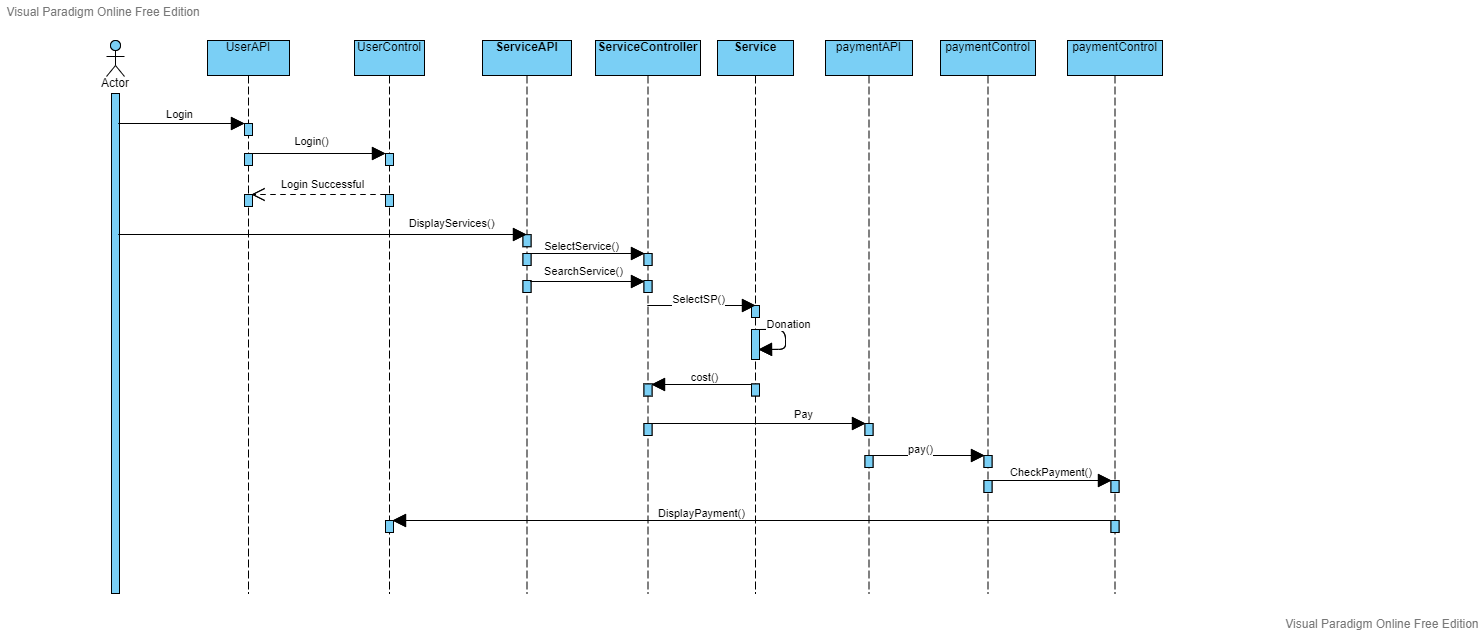 Visual Paradigm Online Free Edition
UserAPI
UserControl
ServiceAPI
ServiceController
Service
paymentAPI
paymentControl
paymentControl
Actor
Login
Login()
Login Successful
DisplayServices()
SelectService()
SearchService()
SelectSP()
Donation
cost()
Pay
pay()
CheckPayment()
DisplayPayment()
Visual Paradigm Online Free Edition